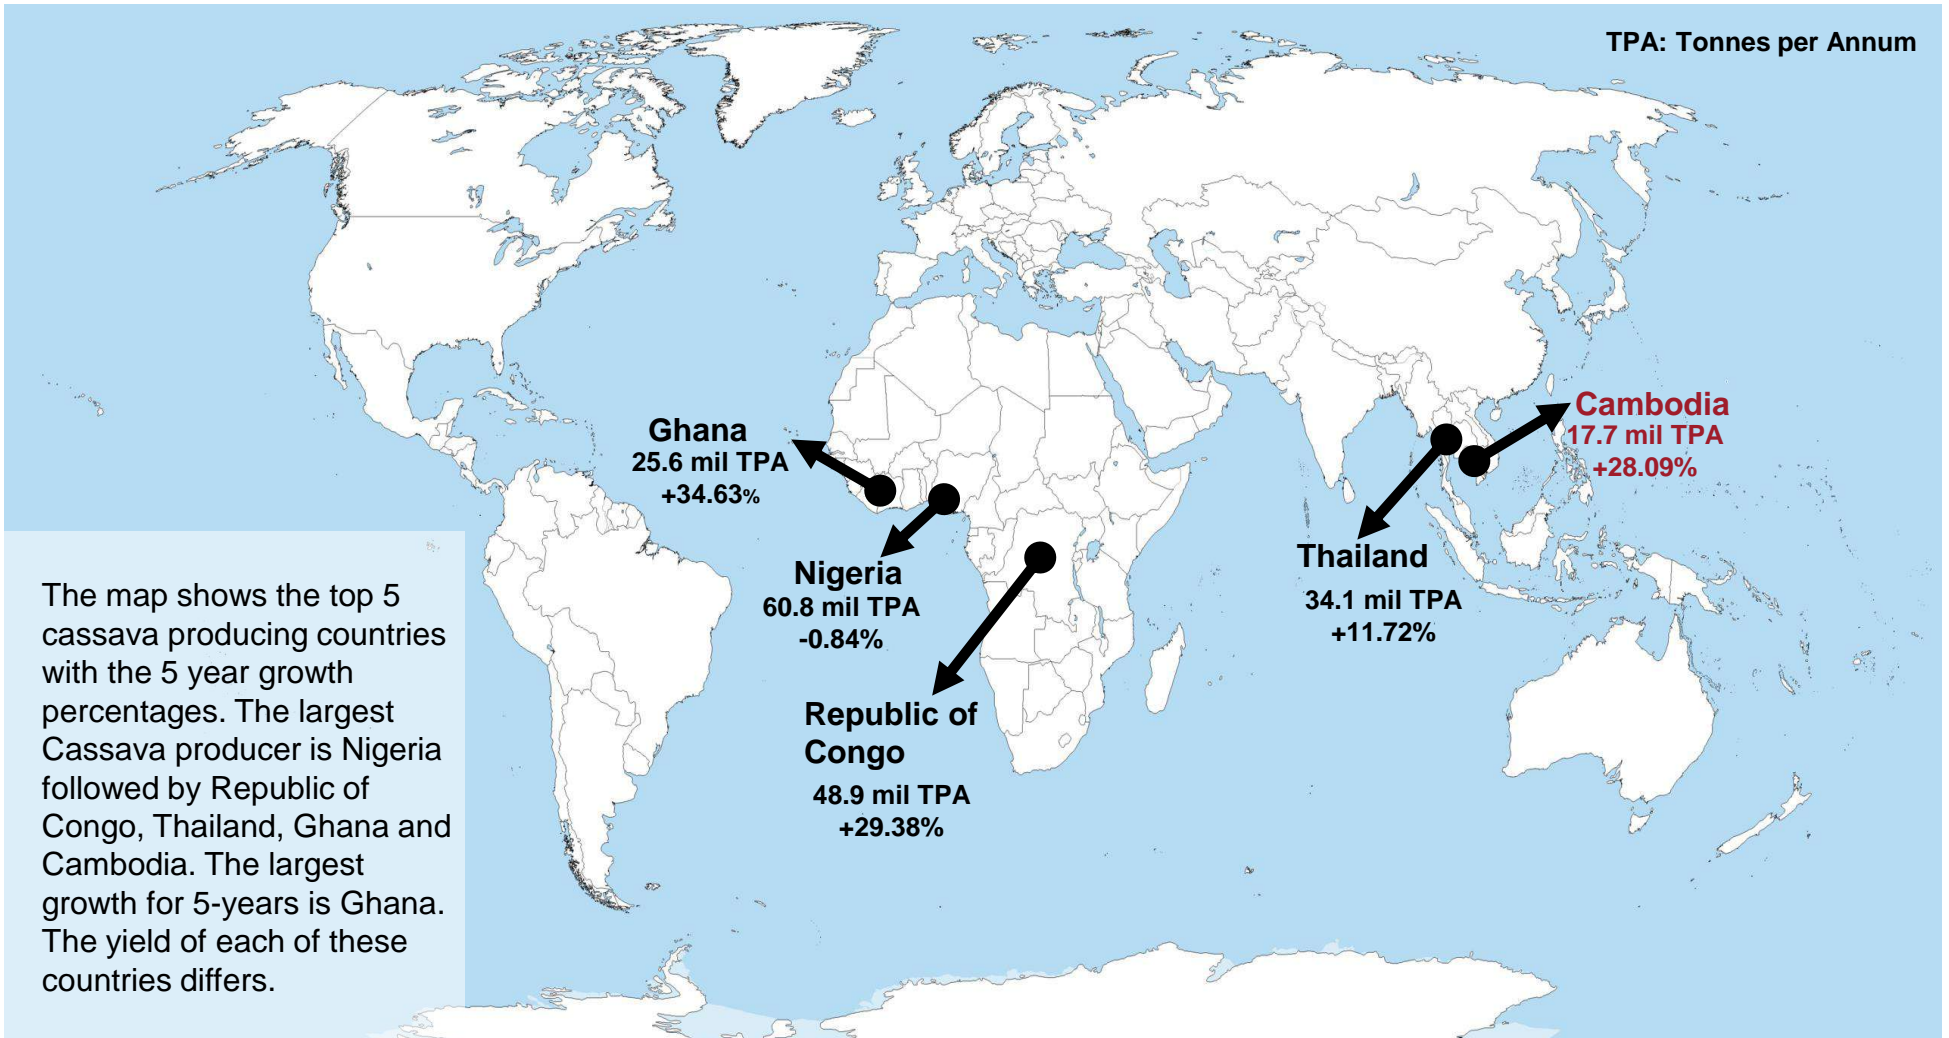 TPA: Tonnes per Annum
Cambodia
17.7 mil TPA
+28.09%
Ghana
25.6 mil TPA
+34.63%
Nigeria
60.8 mil TPA
-0.84%
Thailand
34.1 mil TPA
+11.72%
Republic of
Congo
48.9 mil TPA
+29.38%
The map shows the top 5
cassava producing countries
with the 5 year growth
percentages. The largest
Cassava producer is Nigeria
followed by Republic of
Congo, Thailand, Ghana and
Cambodia. The largest
growth for 5-years is Ghana.
The yield of each of these
countries differs.